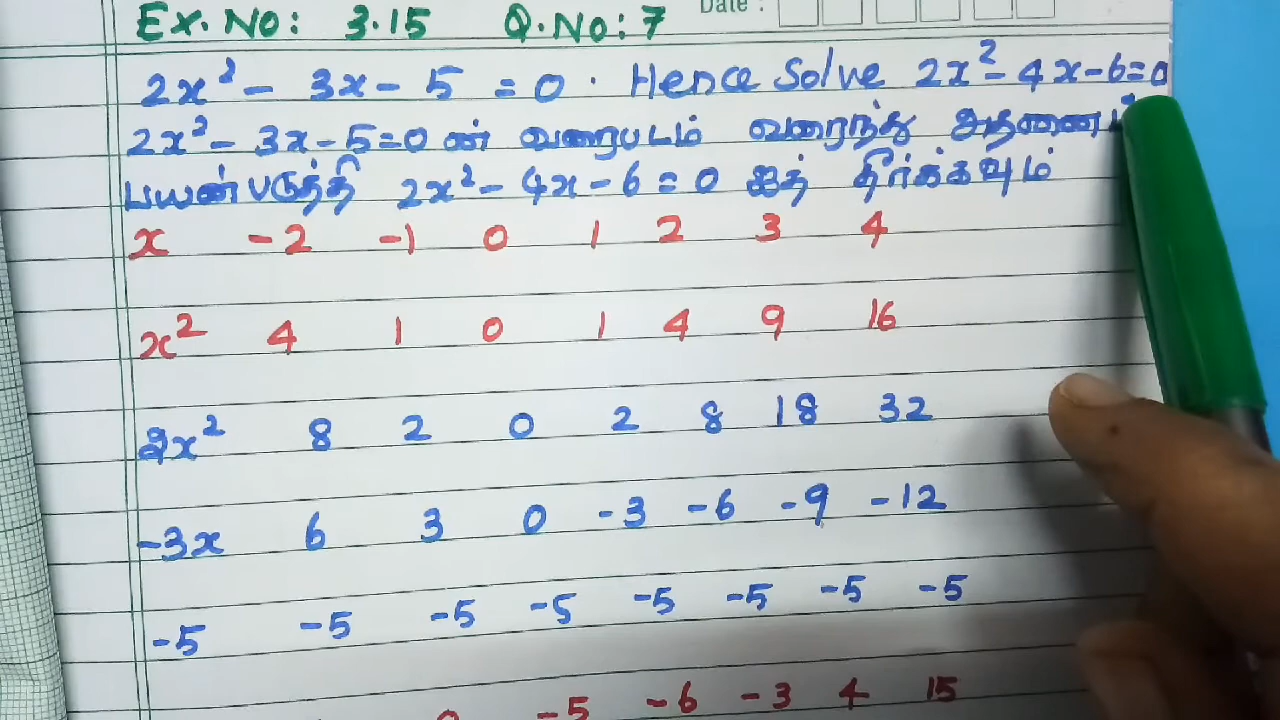 Date :
Ex.No: 3.15 Q.No: 7
2x² - 3x - 5 = 0 . Hence Solve 2x² - 4x - 6 = 0
2x² - 3x - 5 = 0 ன் வரைபடம் வரைந்து அதனைப்
பயன்படுத்தி 2x² - 4x - 6 = 0 ஐத் தீர்க்கவும்
x -2 -1 0 1 2 3 4
x² 4 1 0 1 4 9 16
2x² 8 2 0 2 8 18 32
-3x 6 3 0 -3 -6 -9 -12
-5 -5 -5 -5 -5 -5 -5 -5
0 -5 -6 -3 4 15